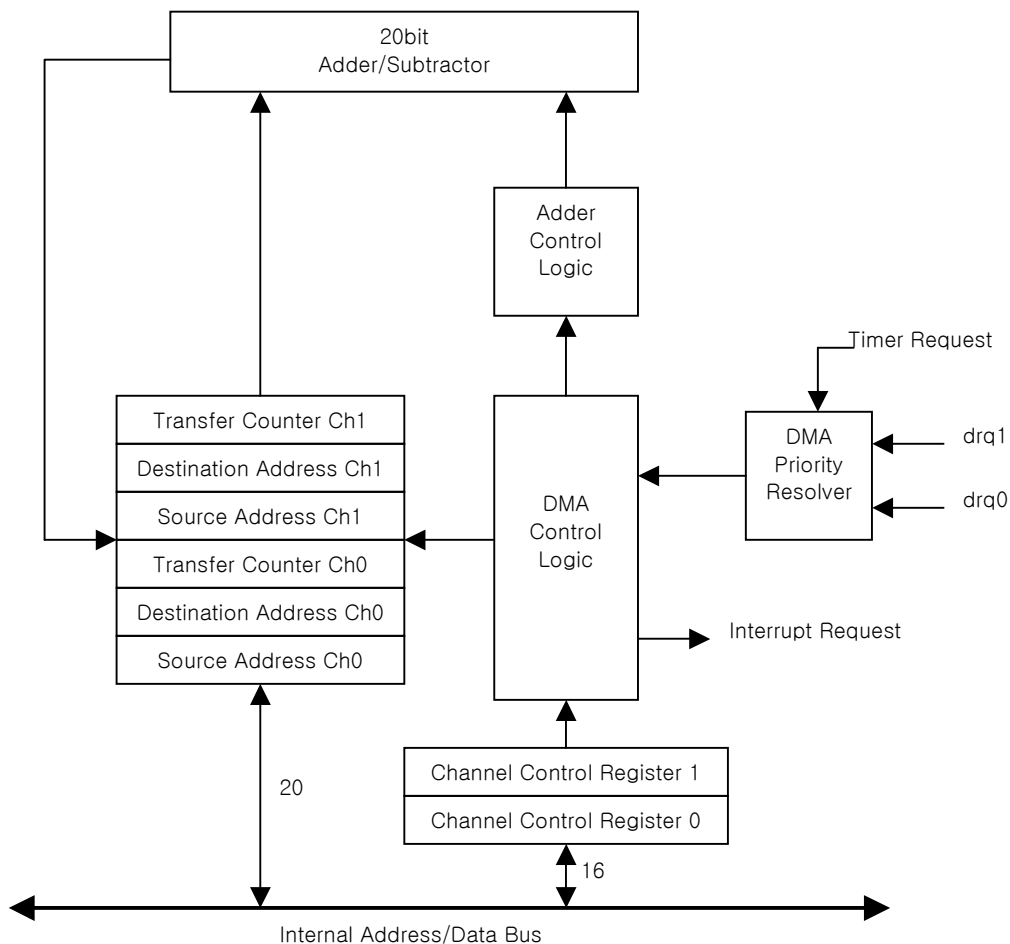 20bit
Adder/Subtractor
Adder
Control
Logic
Timer Request
Transfer Counter Ch1
Destination Address Ch1
Source Address Ch1
Transfer Counter Ch0
Destination Address Ch0
Source Address Ch0
DMA
Control
Logic
DMA
Priority
Resolver
drq1
drq0
Interrupt Request
20
Channel Control Register 1
Channel Control Register 0
16
Internal Address/Data Bus